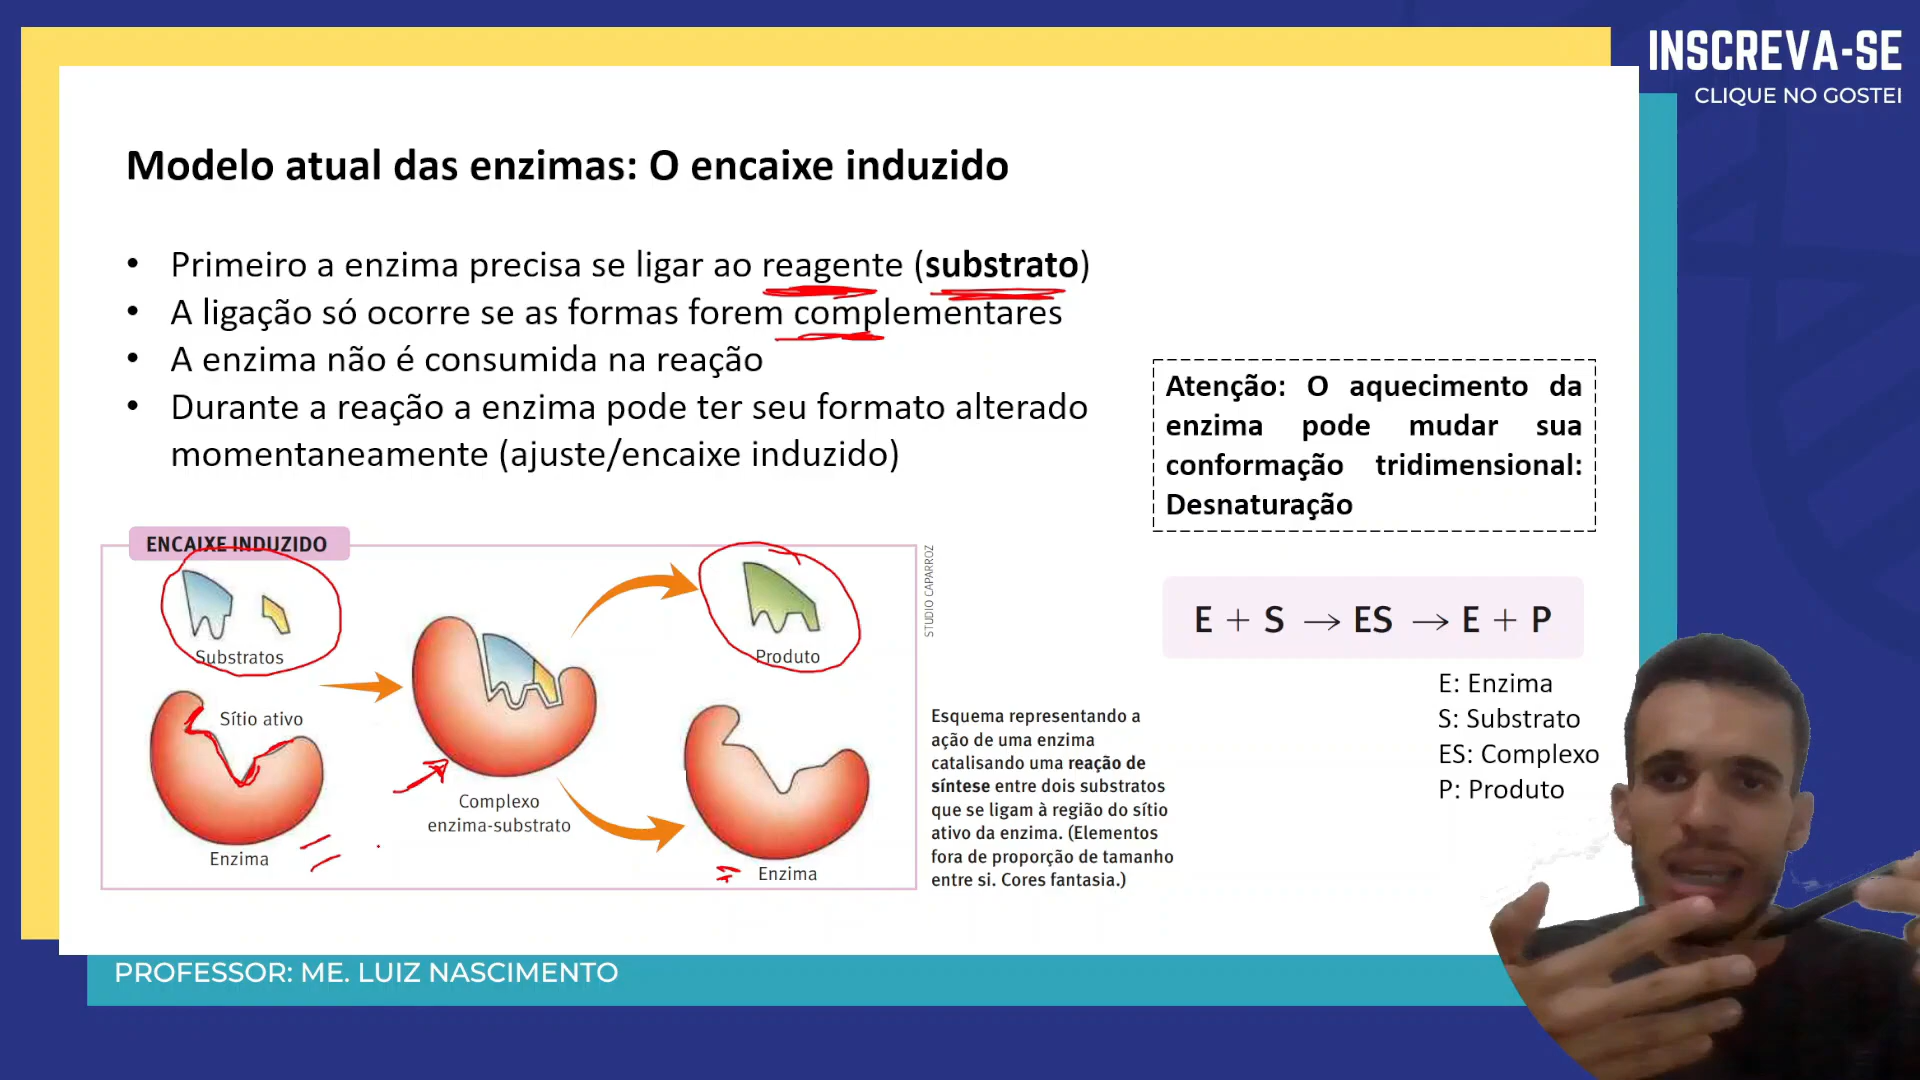 INSCREVA-SE
CLIQUE NO GOSTEI
Modelo atual das enzimas: O encaixe induzido
• Primeiro a enzima precisa se ligar ao reagente (substrato)
• A ligação só ocorre se as formas forem complementares
• A enzima não é consumida na reação
• Durante a reação a enzima pode ter seu formato alterado
momentaneamente (ajuste/encaixe induzido)
Atenção: O aquecimento da
enzima pode mudar sua
conformação tridimensional:
Desnaturação
ENCAIXE INDUZIDO
Substratos
Sítio ativo
Enzima
Complexo
enzima-substrato
Produto
Enzima
STUDIO CAPARROZ
Esquema representando a
ação de uma enzima
catalisando uma reação de
síntese entre dois substratos
que se ligam à região do sítio
ativo da enzima. (Elementos
fora de proporção de tamanho
entre si. Cores fantasia.)
E + S → ES → E + P
E: Enzima
S: Substrato
ES: Complexo
P: Produto
PROFESSOR: ME. LUIZ NASCIMENTO